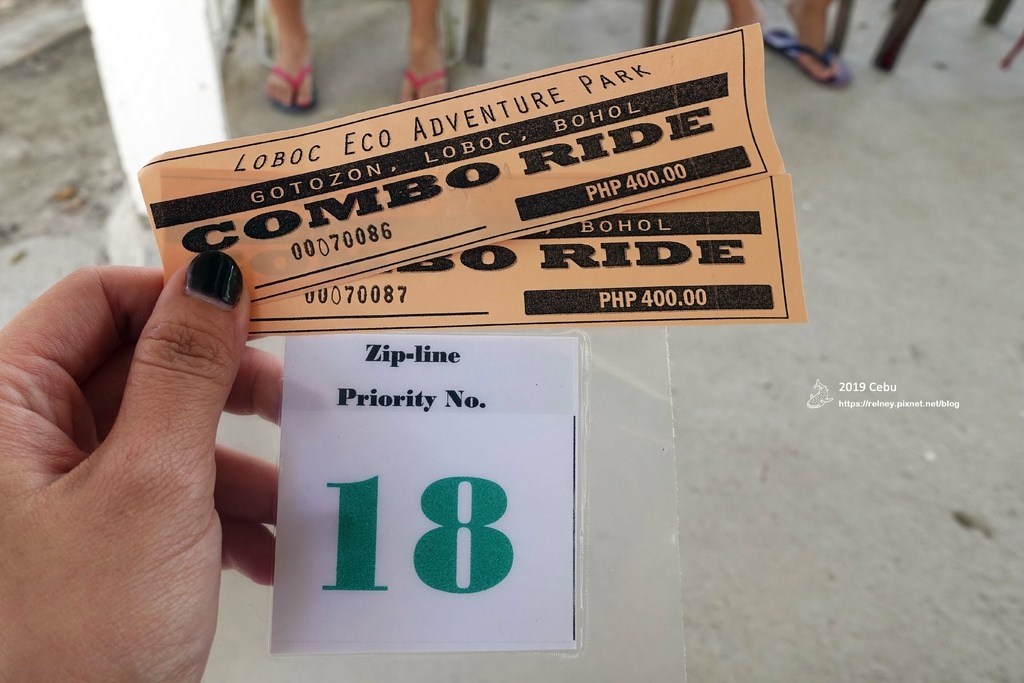 LOBOC ECO ADVENTURE PARK
GOTOZON, LOBOC, BOHOL
COMBO RIDE
PHP 400.00
00070086
BOHOL
BO RIDE
PHP 400.00
00070087
Zip-line
Priority No.
18
2019 Cebu
https://relney.pixnet.net/blog